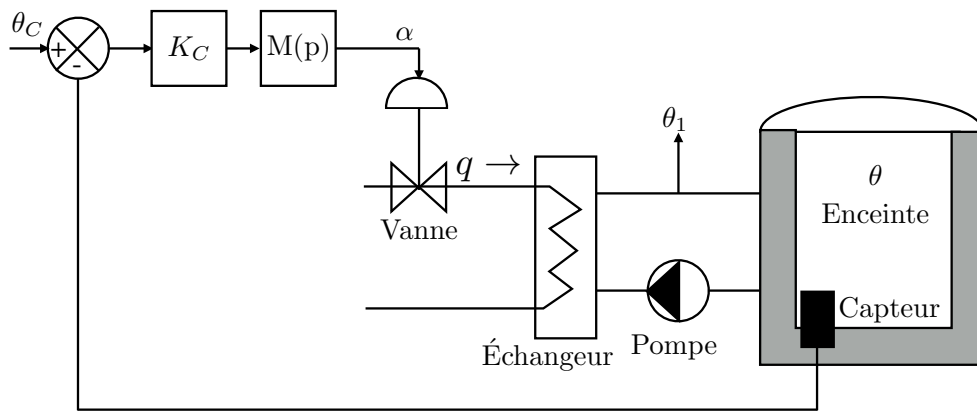 θ_C
+
-
K_C
M(p)
α
Vanne
q →
Échangeur
θ_1
Pompe
θ
Enceinte
Capteur